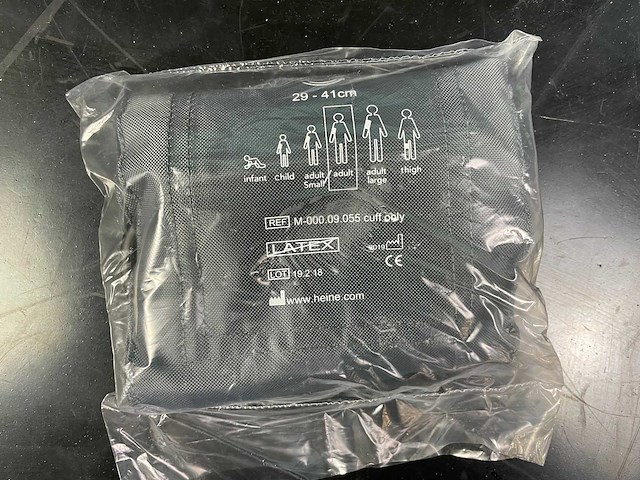 29 - 41cm
infant child adult Small adult adult large thigh
REF M-000.09.055 cuff only
LATEX 2019
LOT 19.2.18 CE
www.heine.com